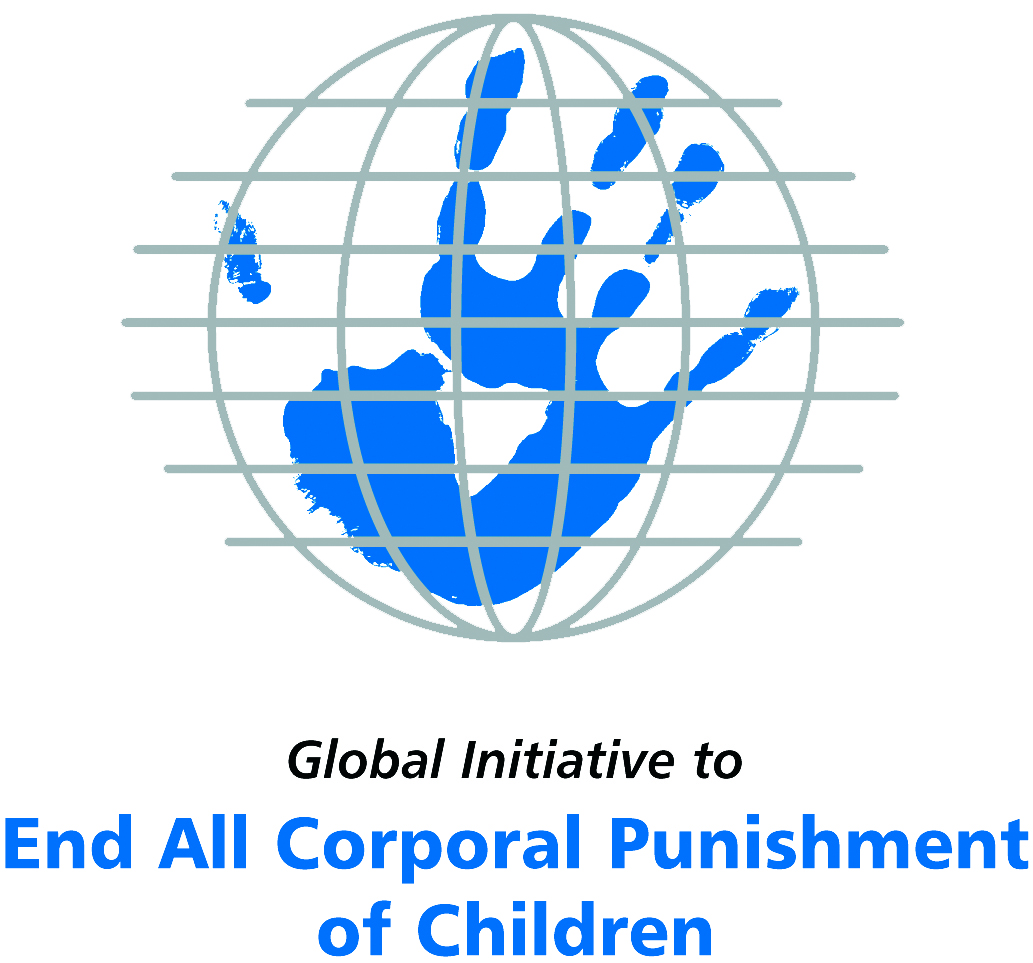 Global Initiative to
End All Corporal Punishment
of Children